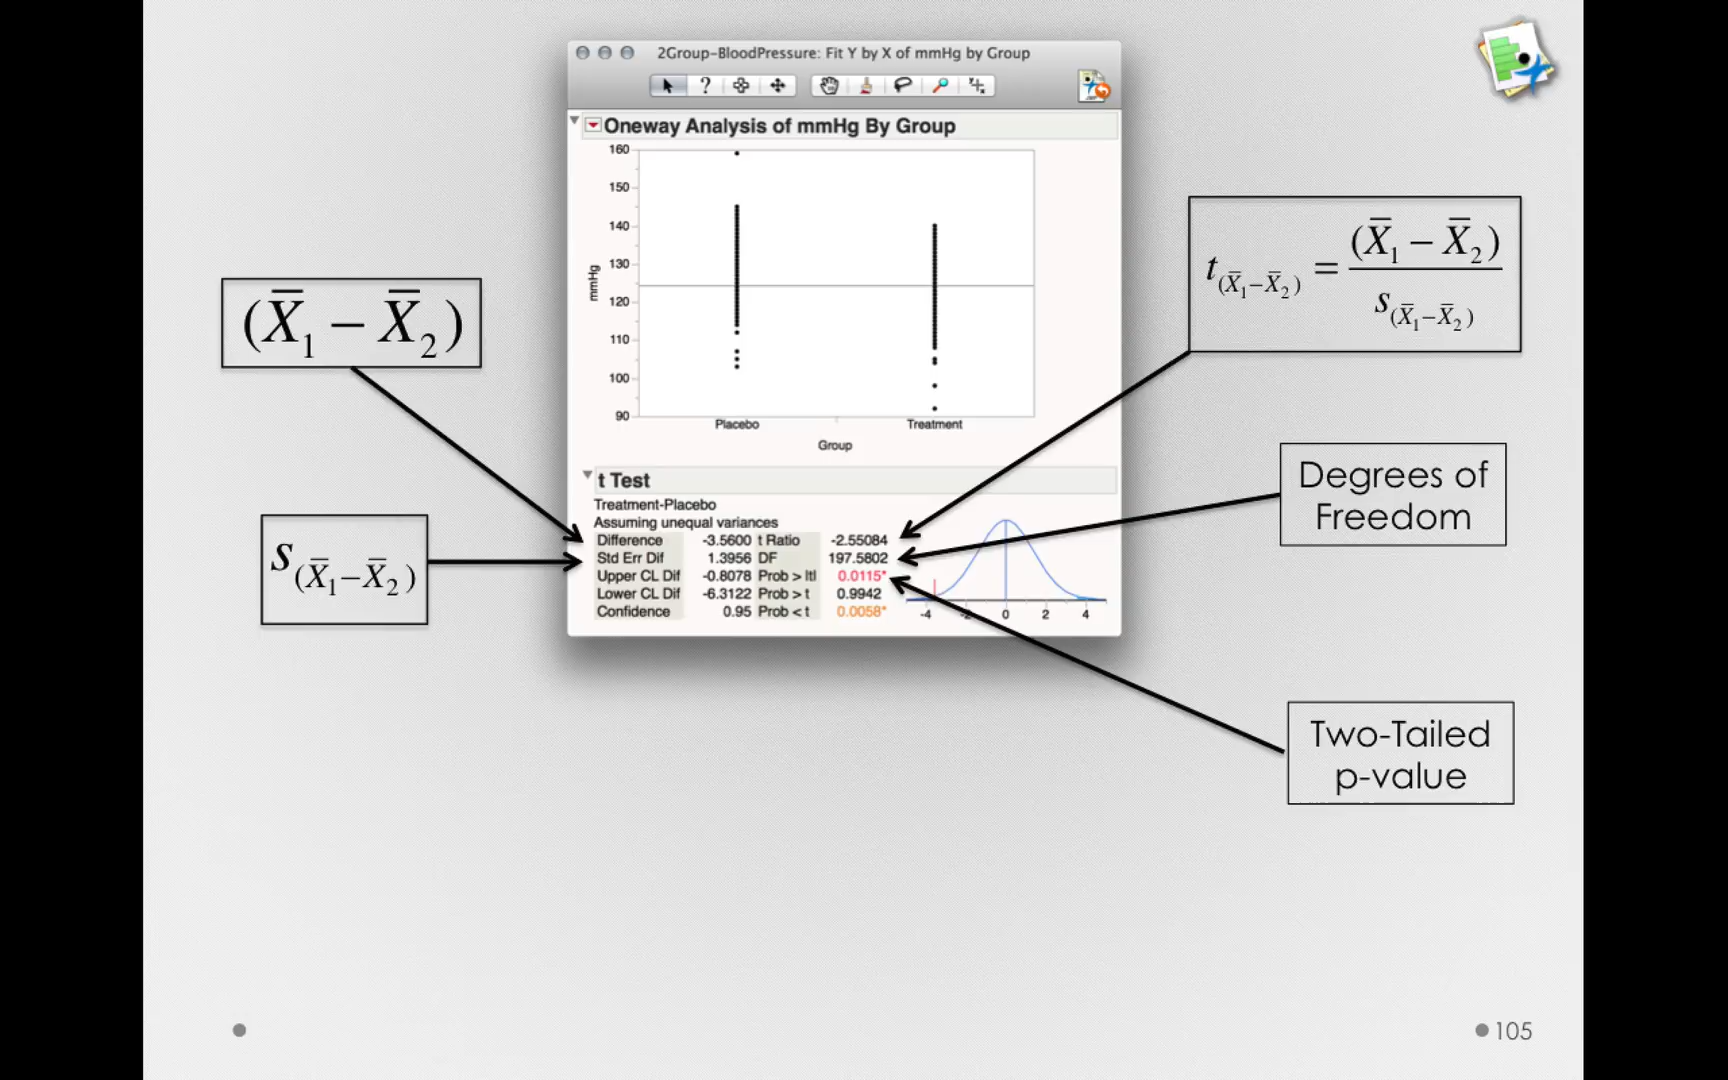 2Group-BloodPressure: Fit Y by X of mmHg by Group
?
Oneway Analysis of mmHg By Group
160
150
140
130
120
110
100
90
mmHg
Placebo Treatment
Group
t Test
Treatment-Placebo
Assuming unequal variances
Difference -3.5600 t Ratio -2.55084
Std Err Dif 1.3956 DF 197.5802
Upper CL Dif -0.8078 Prob > |t| 0.0115*
Lower CL Dif -6.3122 Prob > t 0.9942
Confidence 0.95 Prob < t 0.0058*
-4 -2 0 2 4
(X̄₁ − X̄₂)
s(X̄₁−X̄₂)
t(X̄₁−X̄₂) = (X̄₁ − X̄₂) / s(X̄₁−X̄₂)
Degrees of
Freedom
Two-Tailed
p-value
105